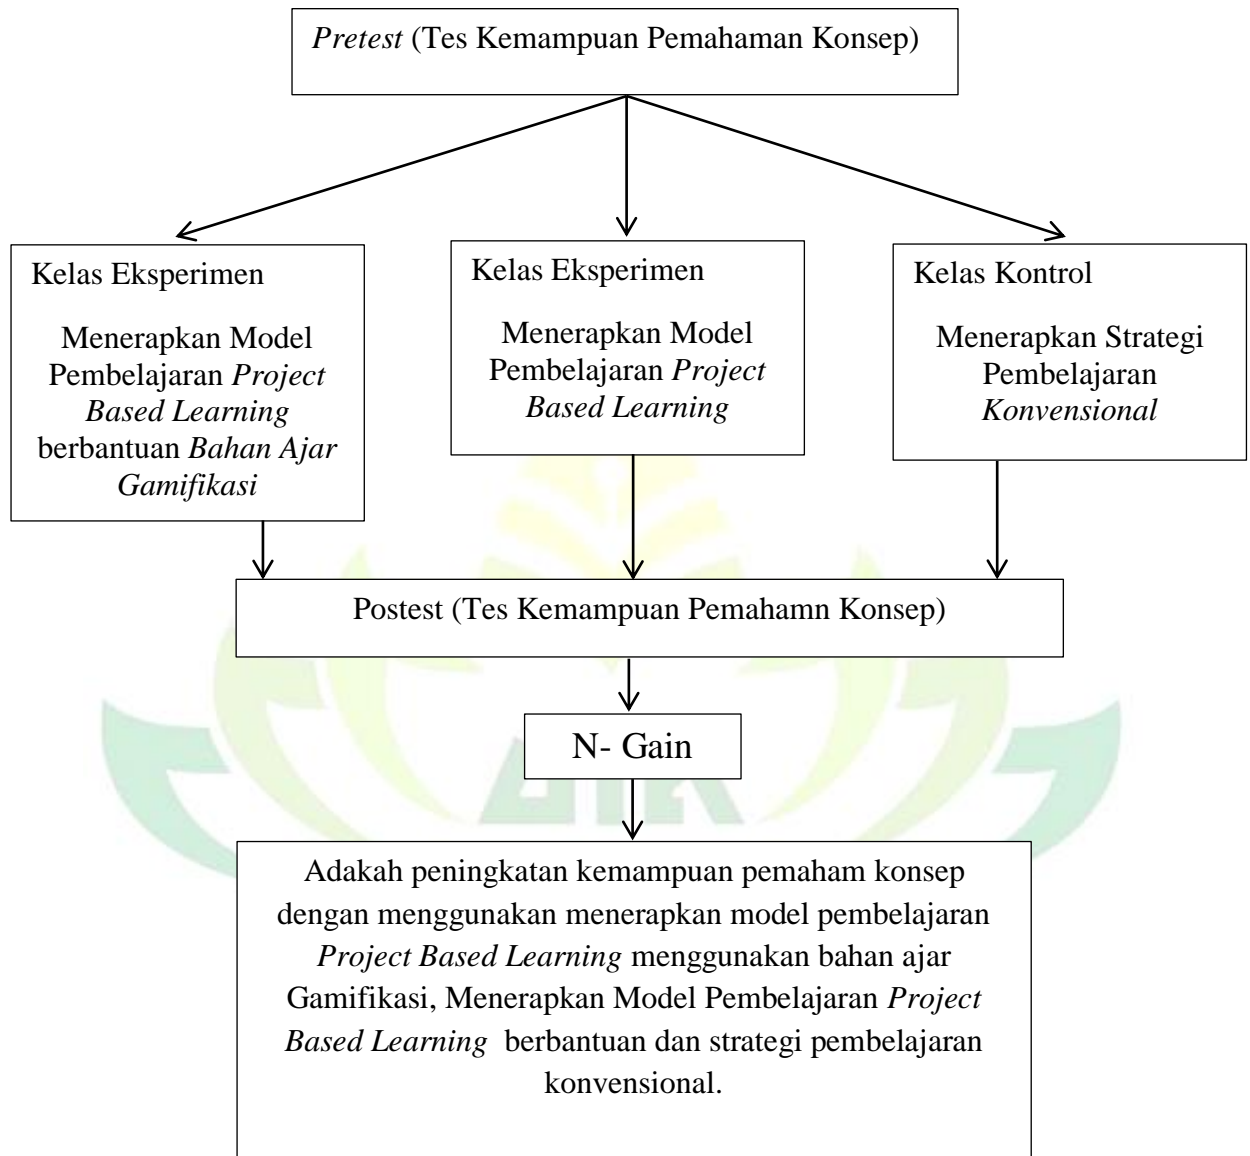 Pretest (Tes Kemampuan Pemahaman Konsep)
Kelas Eksperimen
Menerapkan Model
Pembelajaran Project
Based Learning
berbantuan Bahan Ajar
Gamifikasi
Kelas Eksperimen
Menerapkan Model
Pembelajaran Project
Based Learning
Kelas Kontrol
Menerapkan Strategi
Pembelajaran
Konvensional
Postest (Tes Kemampuan Pemahamn Konsep)
N- Gain
Adakah peningkatan kemampuan pemaham konsep
dengan menggunakan menerapkan model pembelajaran
Project Based Learning menggunakan bahan ajar
Gamifikasi, Menerapkan Model Pembelajaran Project
Based Learning berbantuan dan strategi pembelajaran
konvensional.